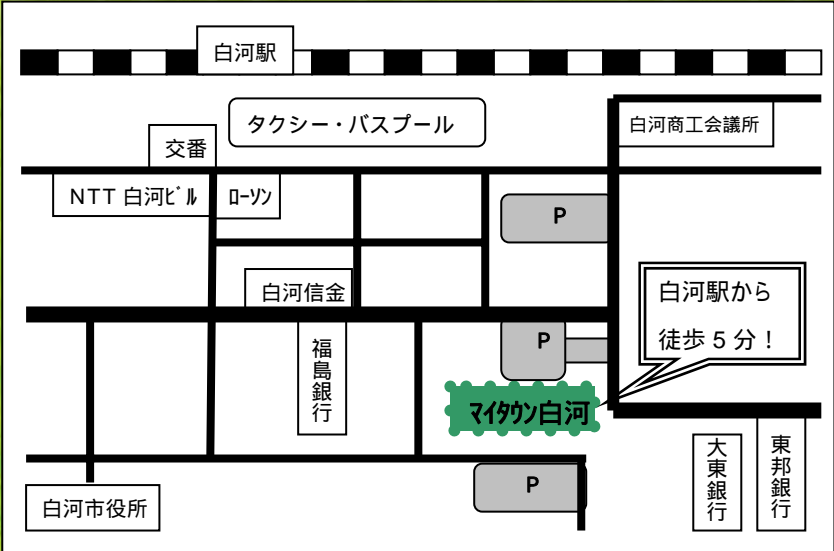 白河駅
タクシー・バスプール
白河商工会議所
交番
NTT 白河ﾋﾞﾙ
ﾛｰｿﾝ
P
白河信金
白河駅から
徒歩 5 分！
福島銀行
P
ﾏｲﾀｳﾝ白河
大東銀行
東邦銀行
P
白河市役所